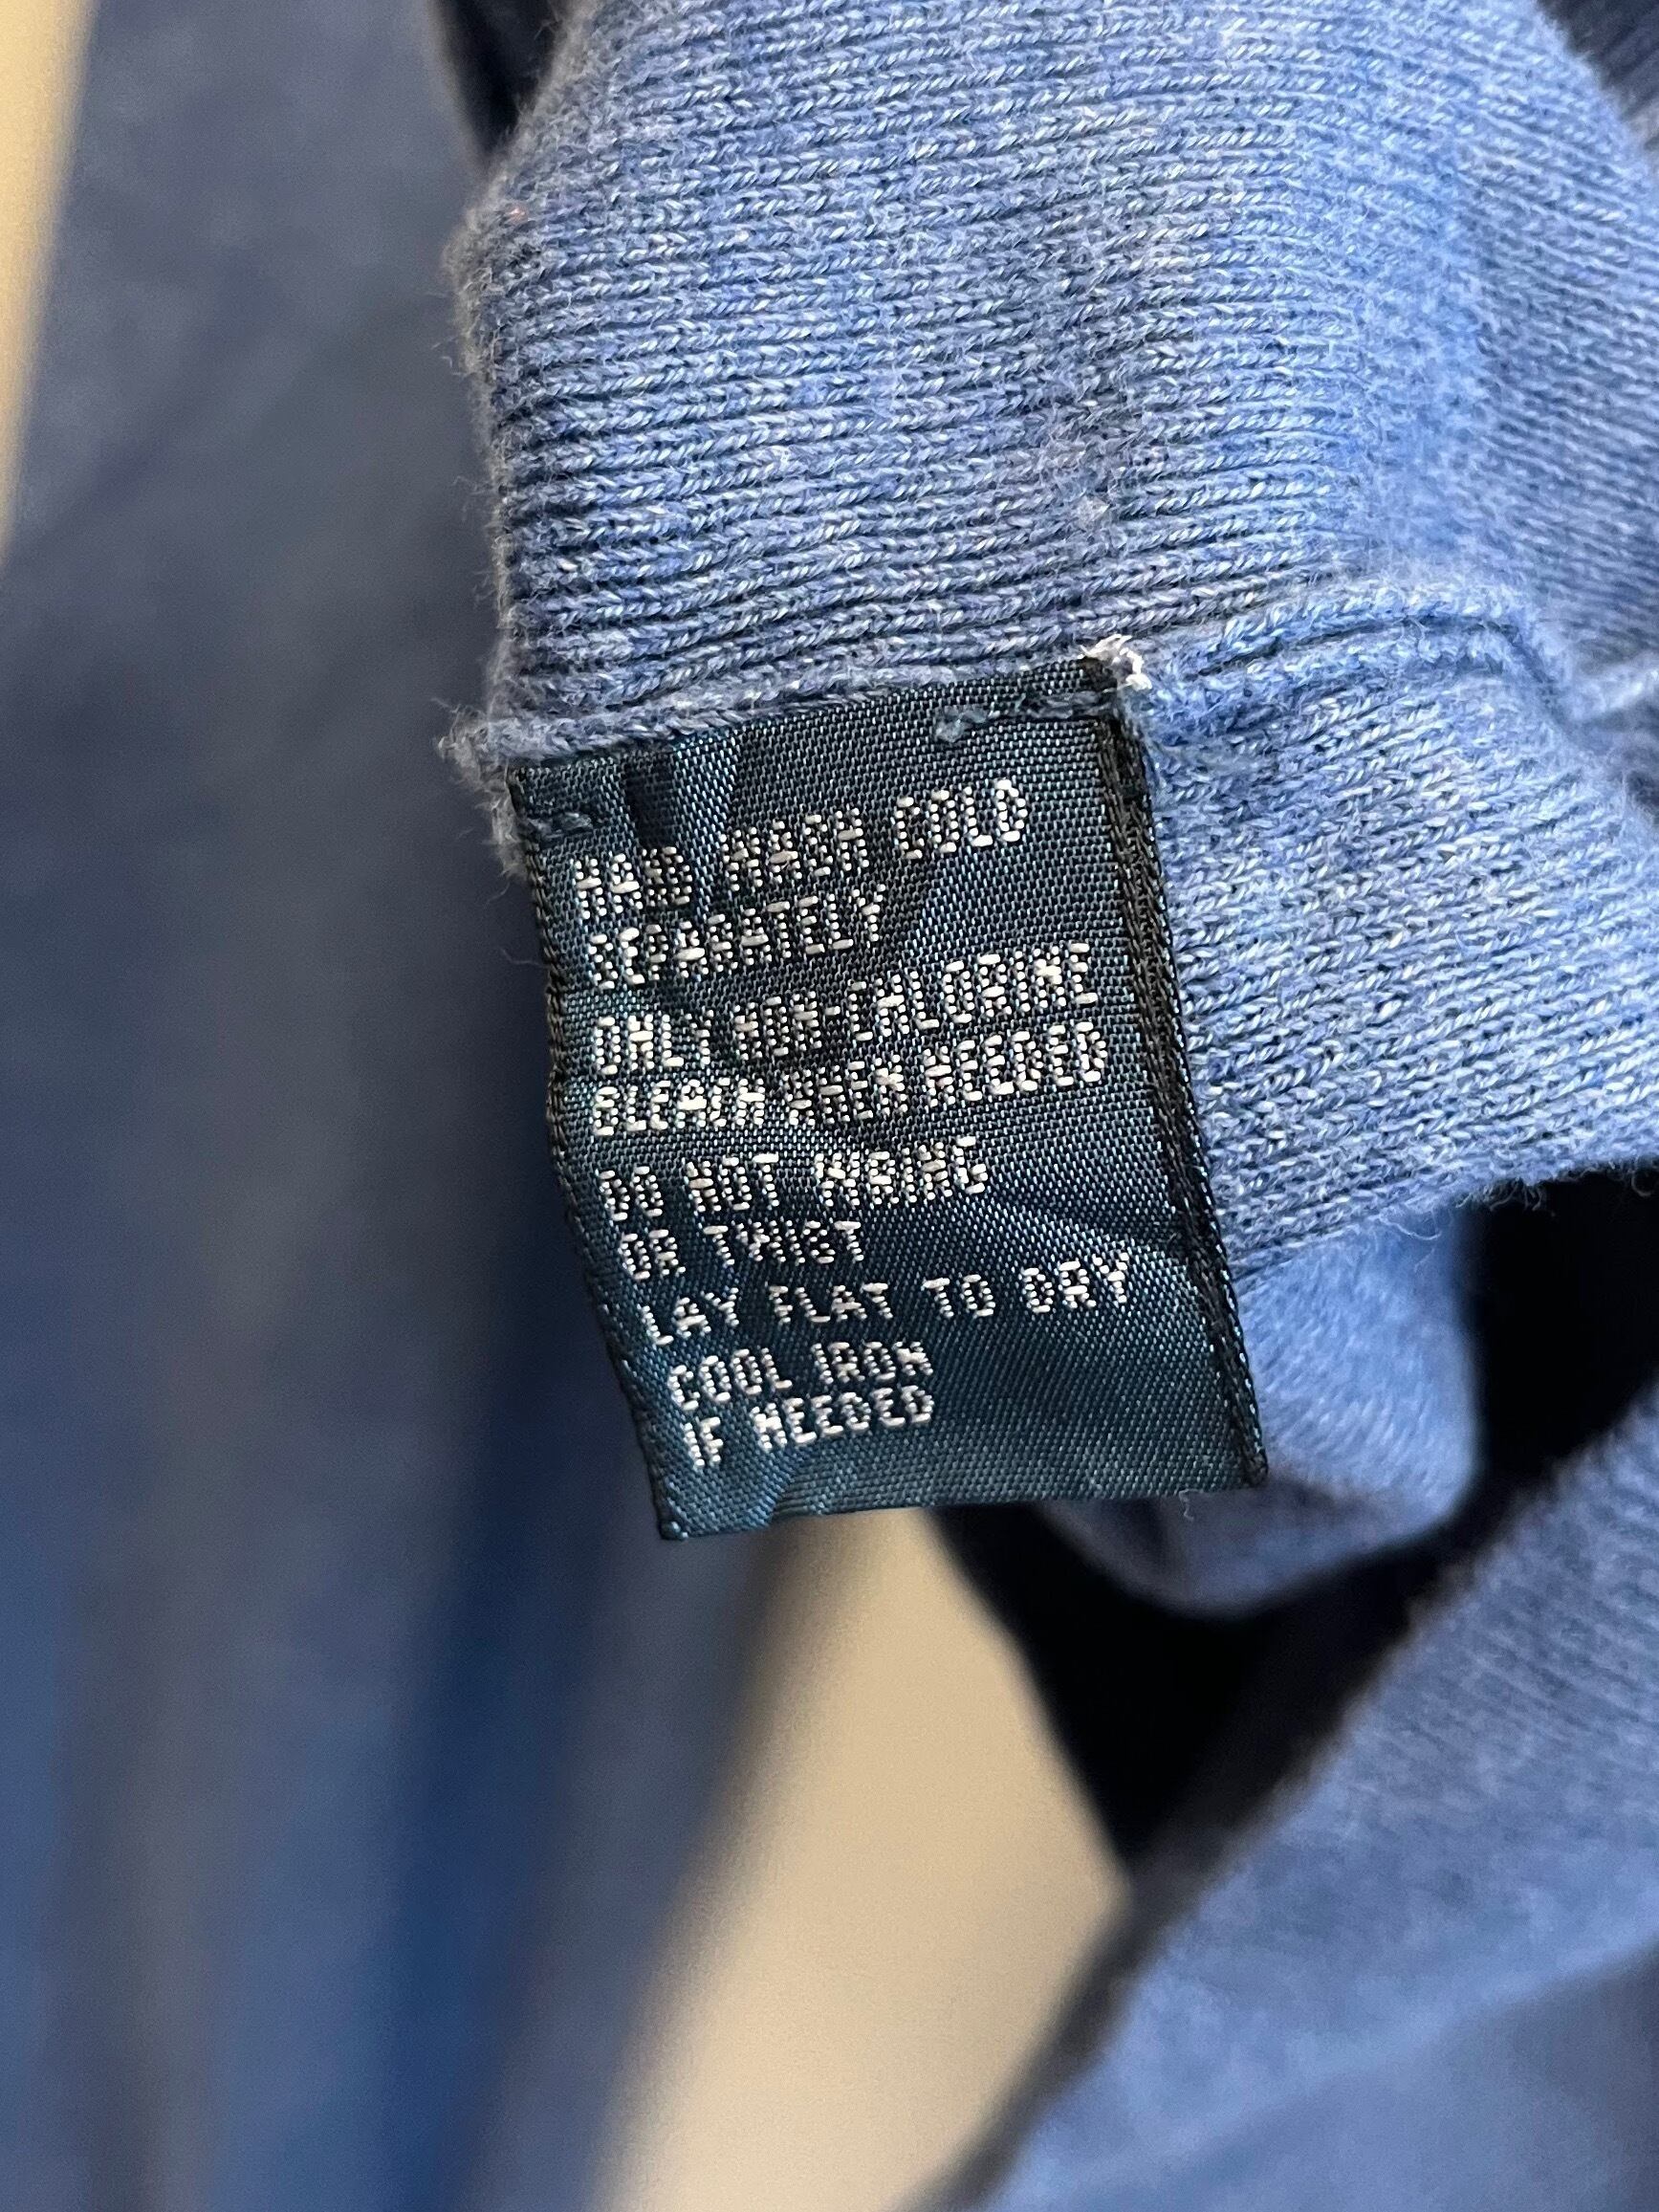 HAND WASH COLD
SEPARATELY
ONLY NON-CHLORINE
BLEACH WHEN NEEDED
DO NOT WRING
OR TWIST
LAY FLAT TO DRY
COOL IRON
IF NEEDED